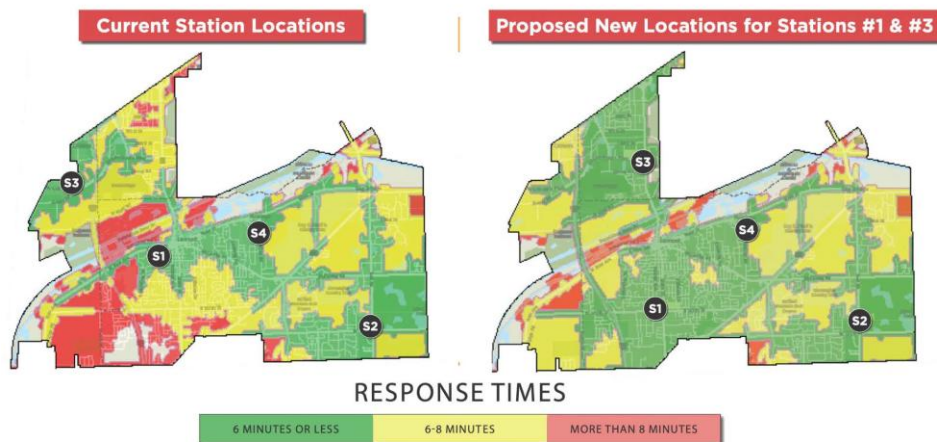 Current Station Locations
Proposed New Locations for Stations #1 & #3
S3
S1
S4
S2
S3
S4
S1
S2
RESPONSE TIMES
6 MINUTES OR LESS
6-8 MINUTES
MORE THAN 8 MINUTES